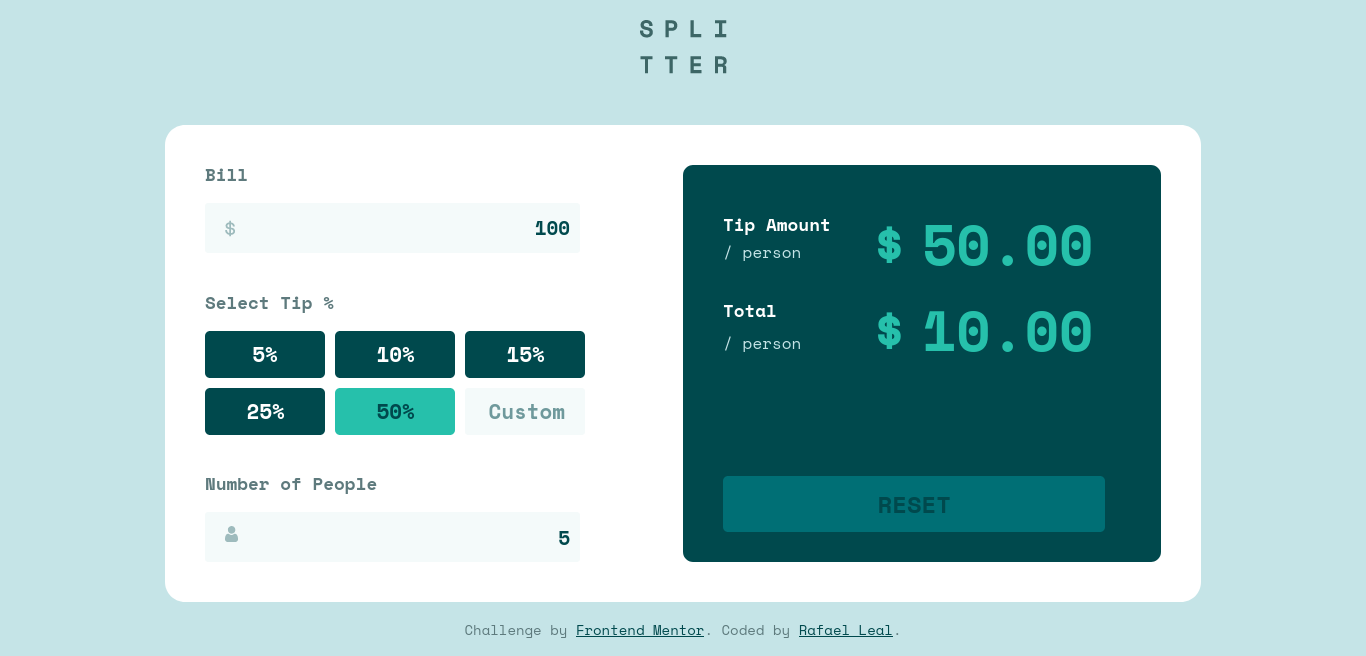 SPLI
TTER
Bill
$ 100
Select Tip %
5% 10% 15%
25% 50% Custom
Number of People
5
Tip Amount
/ person
$ 50.00
Total
/ person
$ 10.00
RESET
Challenge by Frontend Mentor. Coded by Rafael Leal.